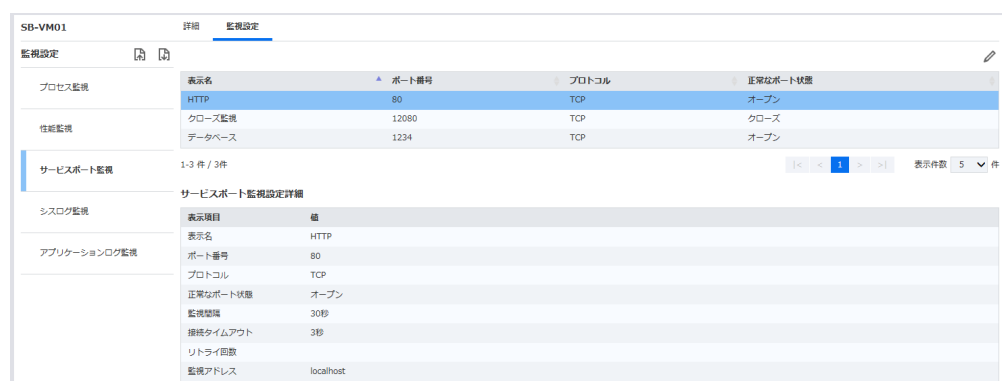 SB-VM01
詳細 監視設定
監視設定
プロセス監視
性能監視
サービスポート監視
シスログ監視
アプリケーションログ監視
表示名 ポート番号 プロトコル 正常なポート状態
HTTP 80 TCP オープン
クローズ監視 12080 TCP クローズ
データベース 1234 TCP オープン
1-3 件 / 3件 |< < 1 > >| 表示件数 5 件
サービスポート監視設定詳細
表示項目 値
表示名 HTTP
ポート番号 80
プロトコル TCP
正常なポート状態 オープン
監視間隔 30秒
接続タイムアウト 3秒
リトライ回数
監視アドレス localhost